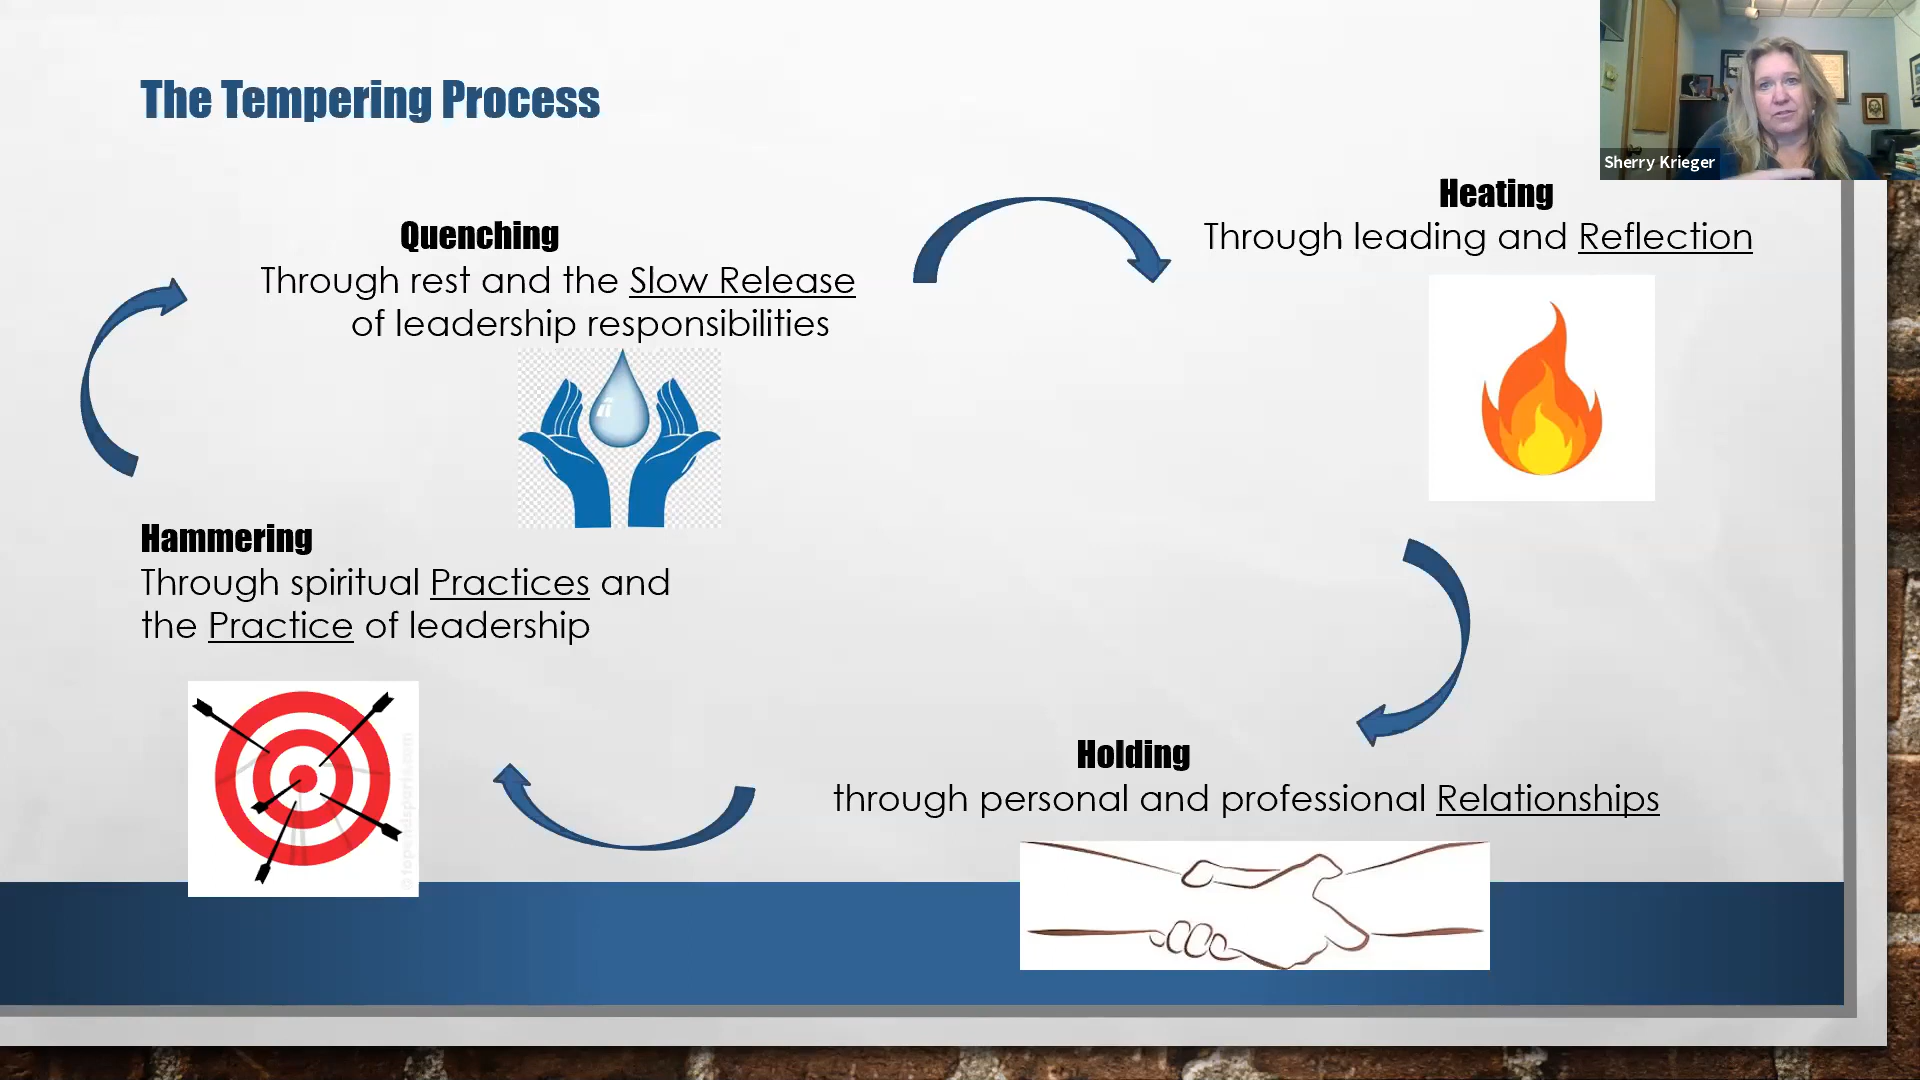 The Tempering Process
Sherry Krieger
Quenching
Through rest and the Slow Release
of leadership responsibilities
Heating
Through leading and Reflection
Hammering
Through spiritual Practices and
the Practice of leadership
Holding
through personal and professional Relationships